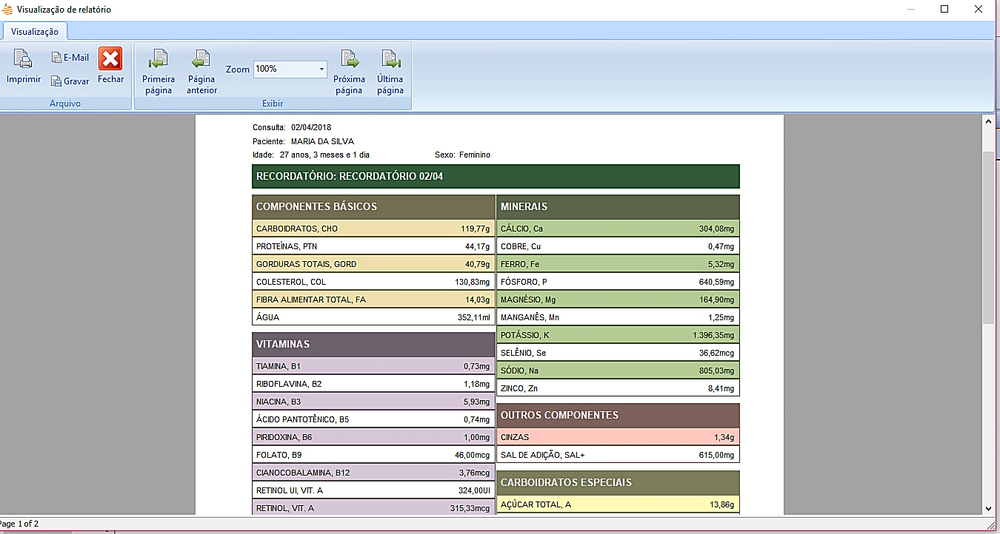 Visualização de relatório
Visualização
Imprimir
E-Mail
Gravar
Fechar
Arquivo
Primeira página
Página anterior
Zoom 100%
Próxima página
Última página
Exibir
Consulta: 02/04/2018
Paciente: MARIA DA SILVA
Idade: 27 anos, 3 meses e 1 dia Sexo: Feminino
RECORDATÓRIO: RECORDATÓRIO 02/04
COMPONENTES BÁSICOS
CARBOIDRATOS, CHO 119,77g
PROTEÍNAS, PTN 44,17g
GORDURAS TOTAIS, GORD 40,79g
COLESTEROL, COL 130,83mg
FIBRA ALIMENTAR TOTAL, FA 14,03g
ÁGUA 352,11ml
VITAMINAS
TIAMINA, B1 0,73mg
RIBOFLAVINA, B2 1,18mg
NIACINA, B3 5,93mg
ÁCIDO PANTOTÊNICO, B5 0,74mg
PIRIDOXINA, B6 1,00mg
FOLATO, B9 46,00mcg
CIANOCOBALAMINA, B12 3,76mcg
RETINOL UI, VIT. A 324,00UI
RETINOL, VIT. A 315,33mcg
MINERAIS
CÁLCIO, Ca 304,08mg
COBRE, Cu 0,47mg
FERRO, Fe 5,32mg
FÓSFORO, P 640,59mg
MAGNÉSIO, Mg 164,90mg
MANGANÊS, Mn 1,25mg
POTÁSSIO, K 1.396,35mg
SELÊNIO, Se 36,62mcg
SÓDIO, Na 805,03mg
ZINCO, Zn 8,41mg
OUTROS COMPONENTES
CINZAS 1,34g
SAL DE ADIÇÃO, SAL+ 615,00mg
CARBOIDRATOS ESPECIAIS
AÇÚCAR TOTAL, A 13,86g
Page 1 of 2